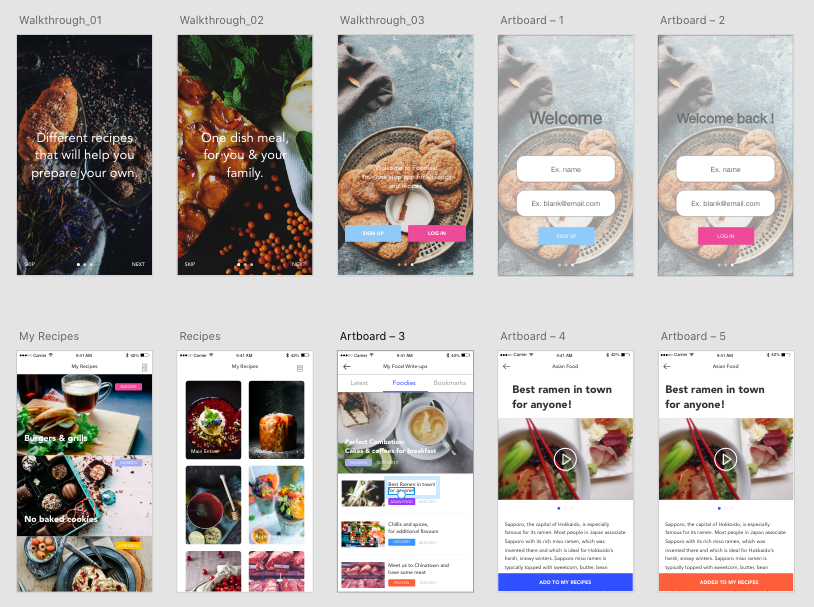 Walkthrough_01
Walkthrough_02
Walkthrough_03
Artboard – 1
Artboard – 2
Different recipes
that will help you
prepare your own.
SKIP
NEXT
One dish meal,
for you & your
family.
SKIP
NEXT
Welcome to Foodies.
Your one stop app for all food
and recipes.
SIGN UP
LOG IN
Welcome
Ex. name
Ex. blank@email.com
SIGN UP
Welcome back !
Ex. name
Ex. blank@email.com
LOG IN
My Recipes
Recipes
Artboard – 3
Artboard – 4
Artboard – 5
Carrier
9:41 AM
42%
My Recipes
Burgers & grills
DESSERTS
No baked cookies
Carrier
9:41 AM
42%
My Recipes
Main Entree
Carrier
9:41 AM
42%
My Food Write-ups
Latest
Foodies
Bookmarks
Perfect Combation:
Cakes & coffees for breakfast
DESSERTS
Best Ramen in town!
for anyone!
ASIAN FOOD
Chillis and spices,
for additional flavours
GROCERY
Meet us to Chinatown and
have some meat
PROTEIN
Carrier
9:41 AM
42%
Asian Food
Best ramen in town
for anyone!
Sapporo, the capital of Hokkaido, is especially
famous for its ramen. Most people in Japan associate
Sapporo with its rich miso ramen, which was
invented there and which is ideal for Hokkaido's
harsh, snowy winters. Sapporo miso ramen is
typically topped with sweetcorn, butter, bean
ADD TO MY RECIPES
Carrier
9:41 AM
42%
Asian Food
Best ramen in town
for anyone!
Sapporo, the capital of Hokkaido, is especially
famous for its ramen. Most people in Japan associate
Sapporo with its rich miso ramen, which was
invented there and which is ideal for Hokkaido's
harsh, snowy winters. Sapporo miso ramen is
typically topped with sweetcorn, butter, bean
ADDED TO MY RECIPES